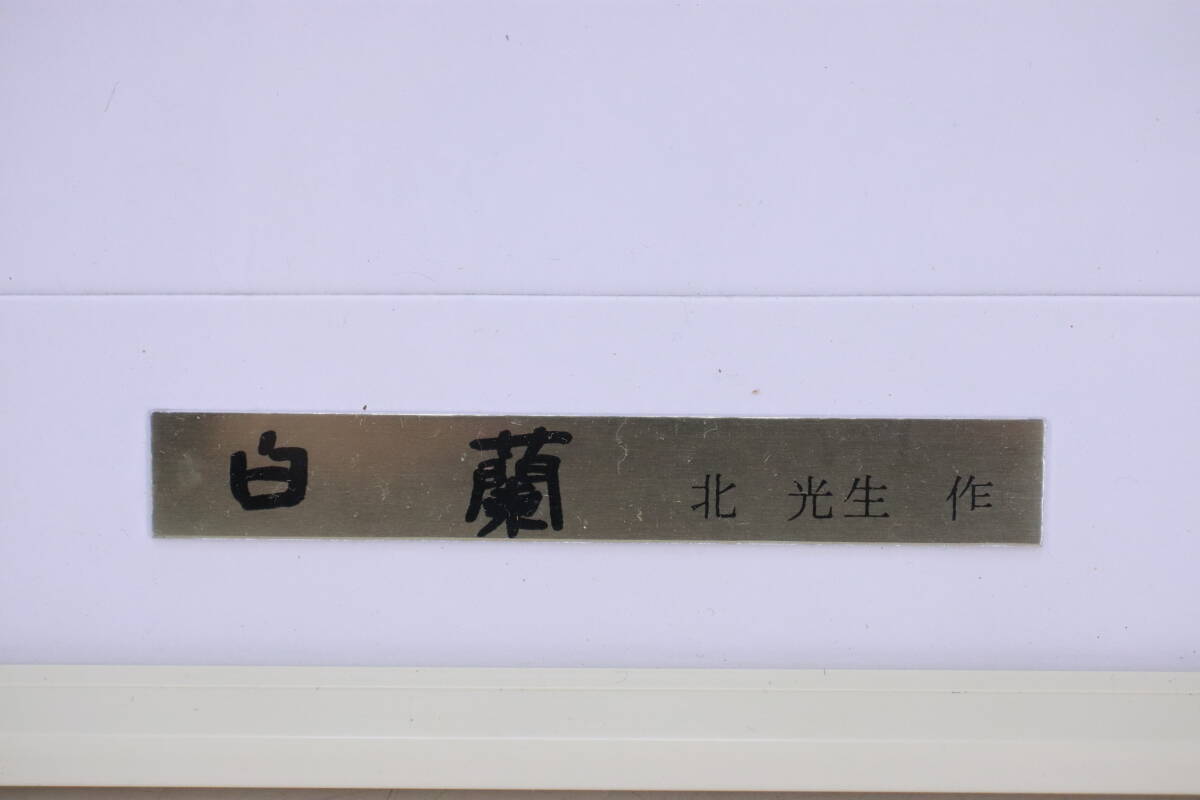 白 蘭 北 光生 作